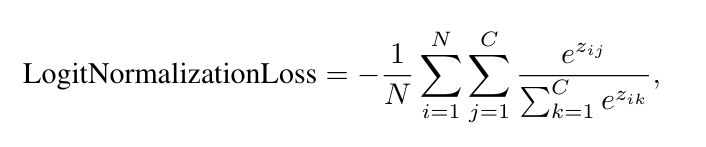 LogitNormalizationLoss = − \frac{1}{N} \sum_{i=1}^{N} \sum_{j=1}^{C} \frac{e^{z_{ij}}}{\sum_{k=1}^{C} e^{z_{ik}}},